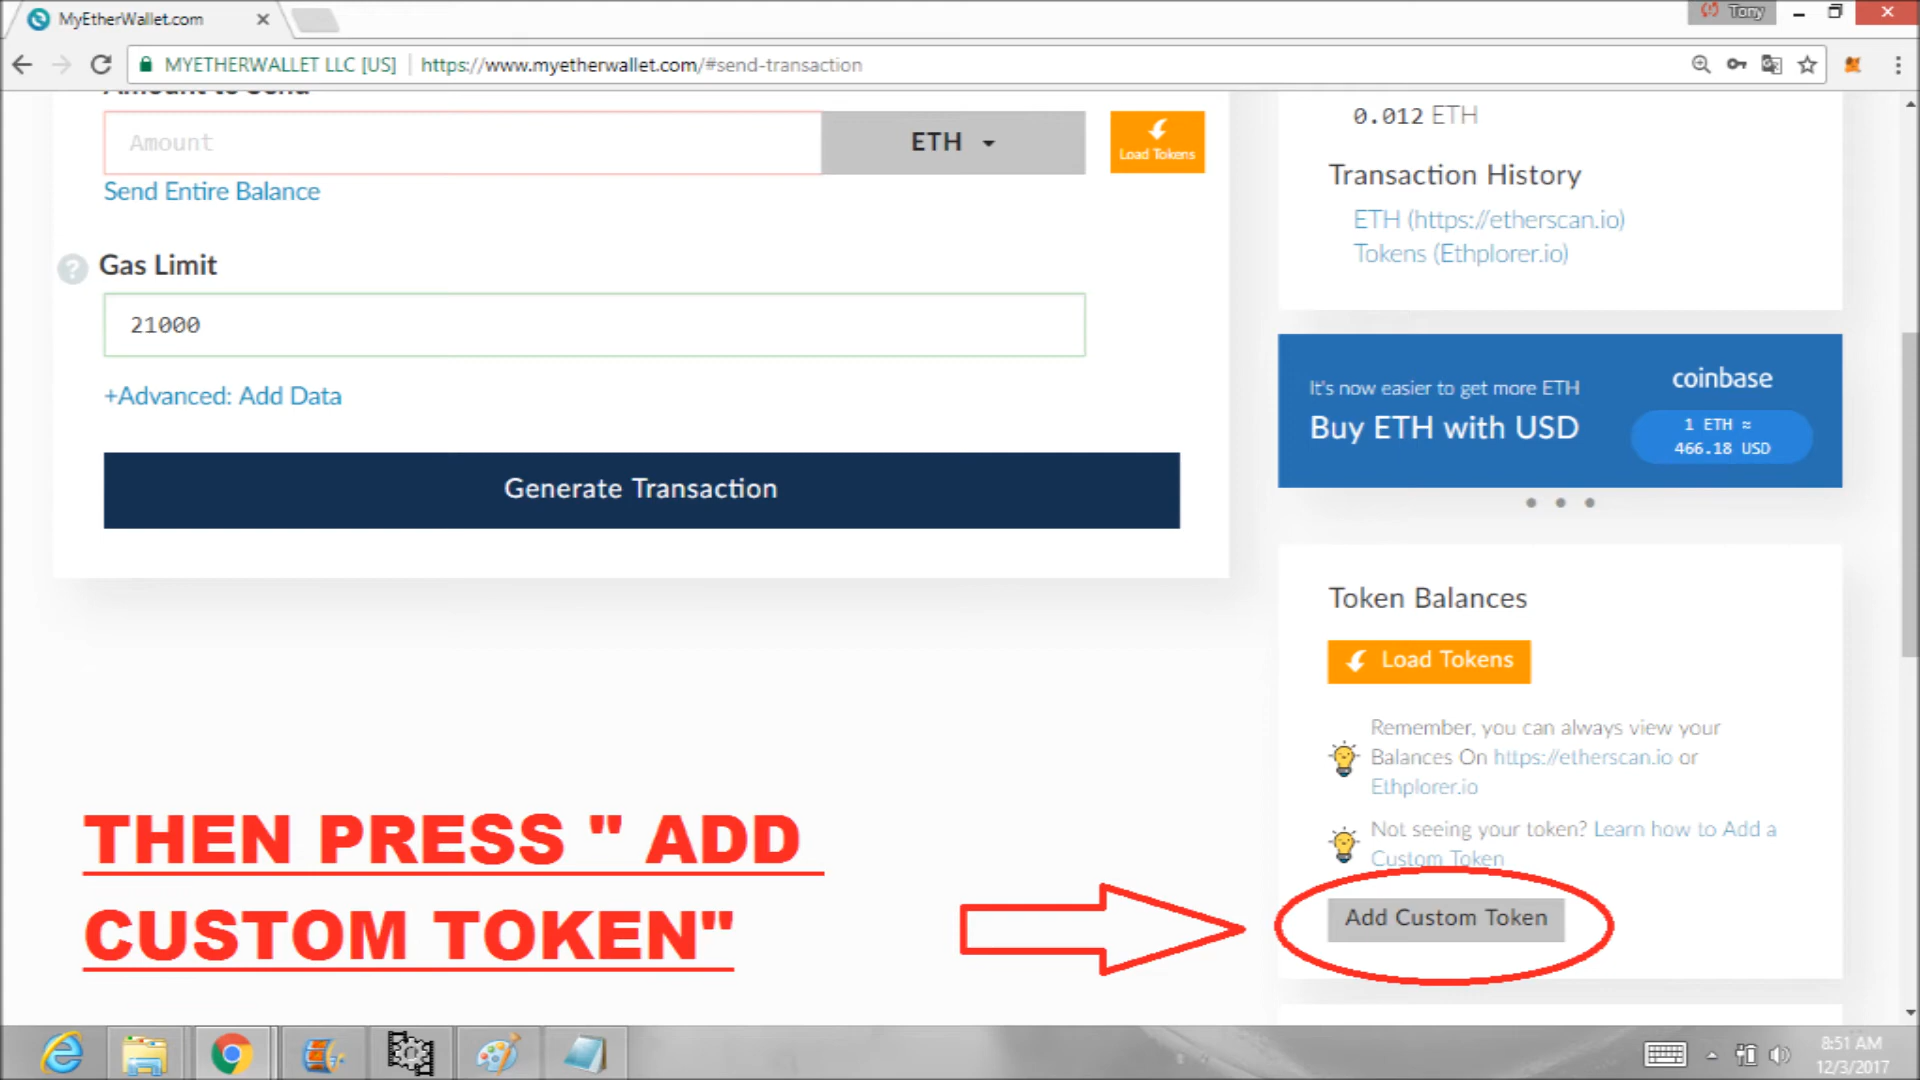 MyEtherWallet.com
Tony
MYETHERWALLET LLC [US] https://www.myetherwallet.com/#send-transaction
Amount to Send
Amount
ETH
Load Tokens
Send Entire Balance
? Gas Limit
21000
+Advanced: Add Data
Generate Transaction
0.012 ETH
Transaction History
ETH (https://etherscan.io)
Tokens (Ethplorer.io)
It's now easier to get more ETH
Buy ETH with USD
coinbase
1 ETH ≈
466.18 USD
Token Balances
Load Tokens
Remember, you can always view your
Balances On https://etherscan.io or
Ethplorer.io
Not seeing your token? Learn how to Add a
Custom Token
Add Custom Token
THEN PRESS " ADD
CUSTOM TOKEN"
8:51 AM
12/3/2017